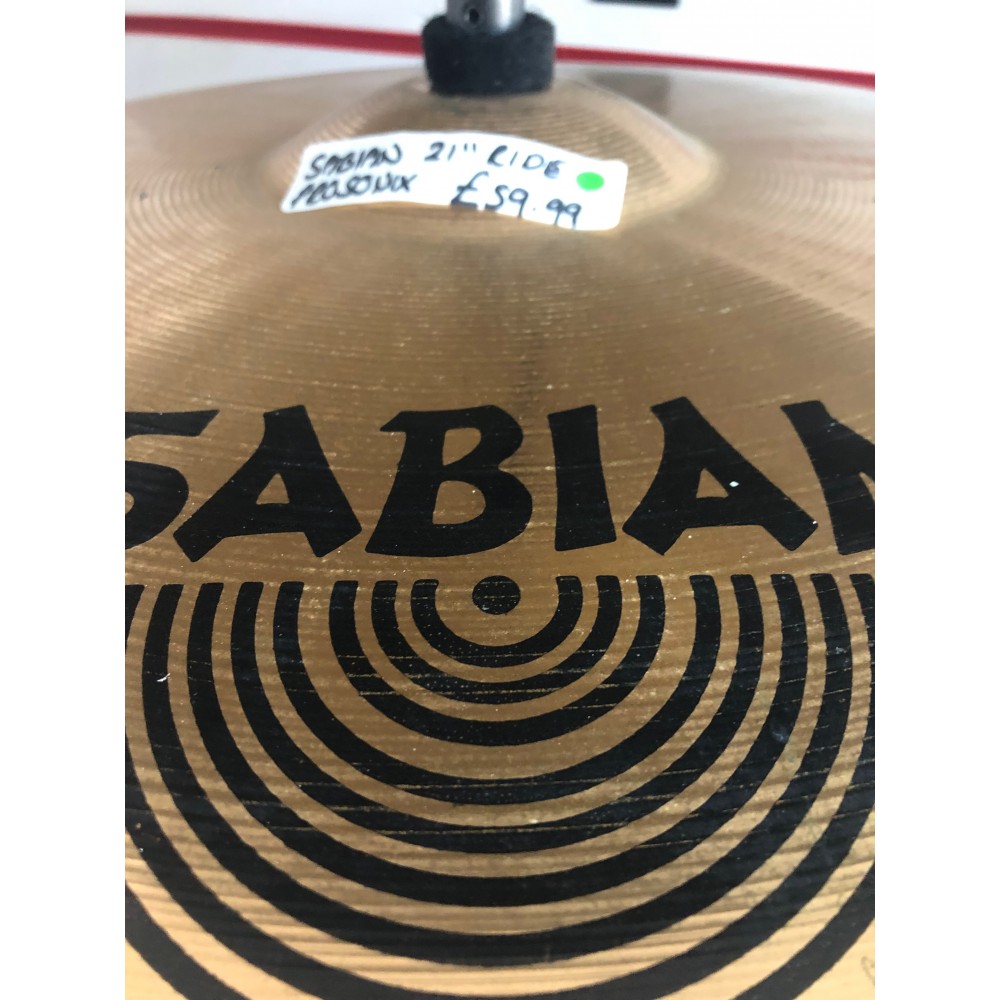 SABIAN 21" RIDE
PROSONIX £59.99
SABIAN